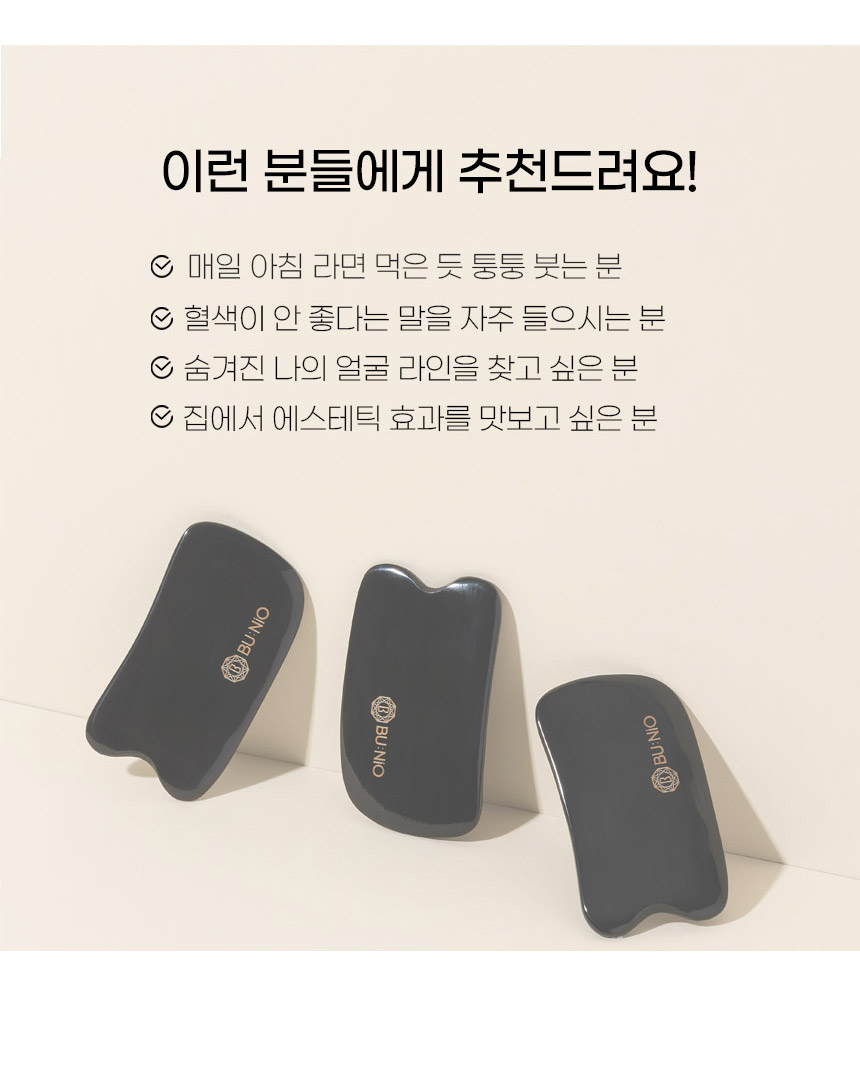 이런 분들에게 추천드려요!
매일 아침 라면 먹은 듯 퉁퉁 붓는 분
혈색이 안 좋다는 말을 자주 들으시는 분
숨겨진 나의 얼굴 라인을 찾고 싶은 분
집에서 에스테틱 효과를 맛보고 싶은 분
B BU:NiO
B BU:NiO
B BU:NiO